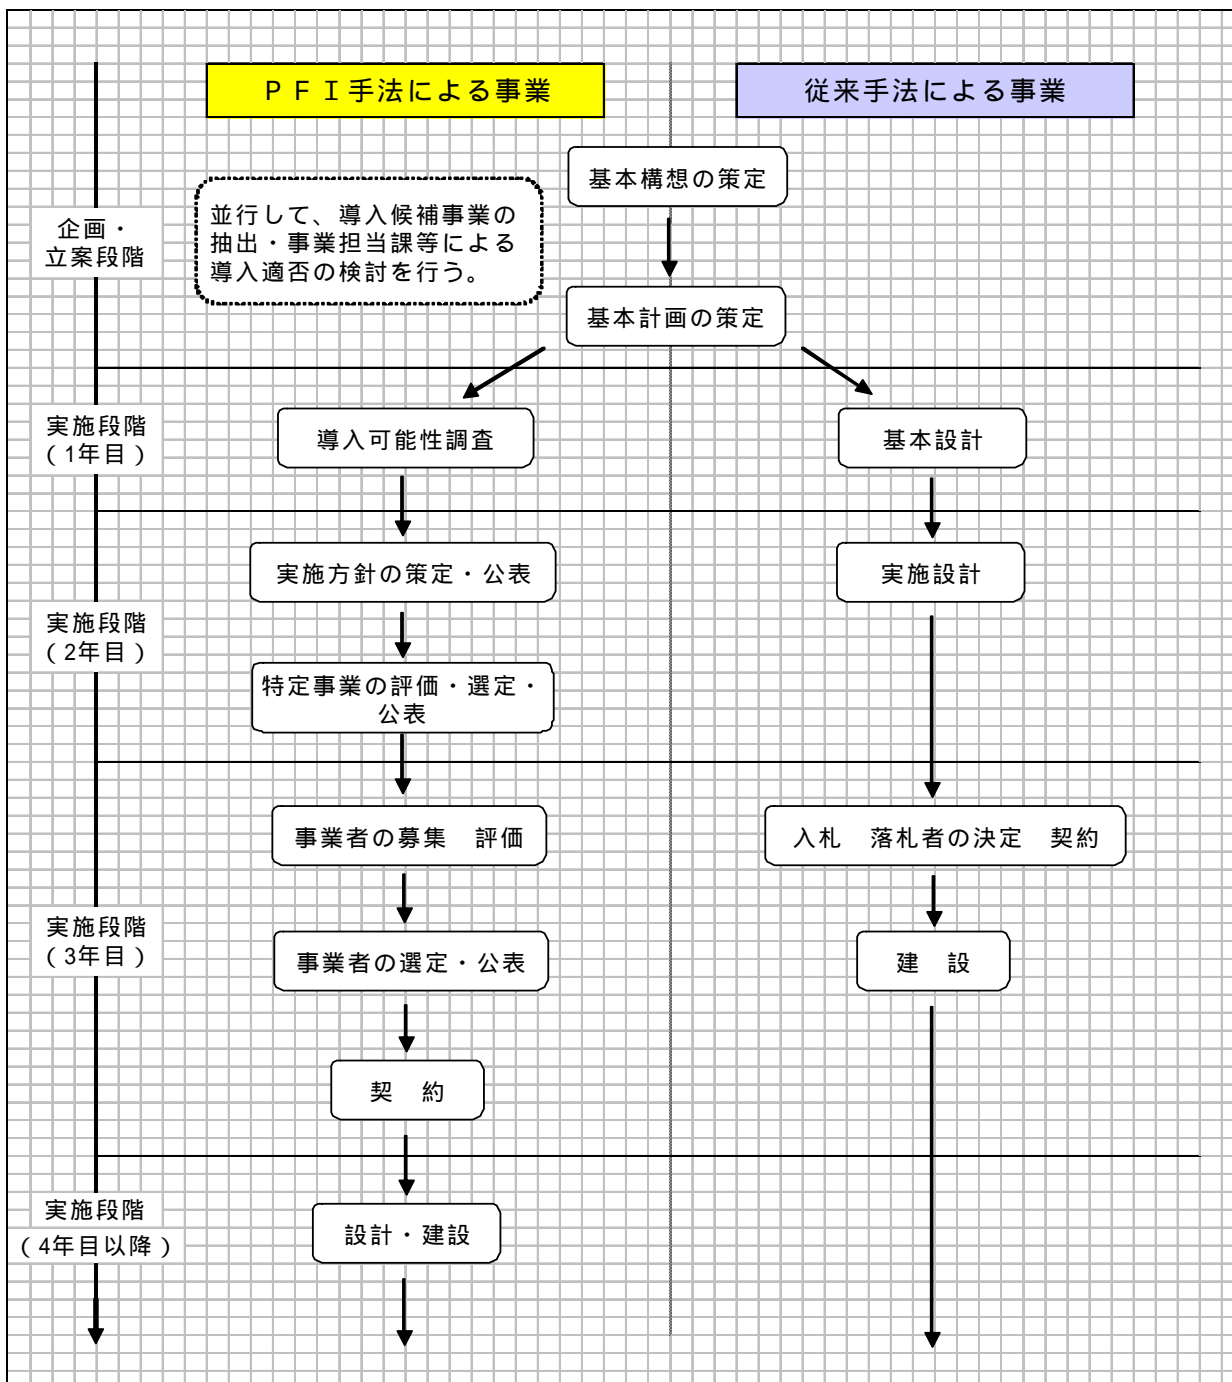 ＰＦＩ手法による事業
従来手法による事業
企画・
立案段階
基本構想の策定
並行して、導入候補事業の
抽出・事業担当課等による
導入適否の検討を行う。
基本計画の策定
実施段階
（1年目）
導入可能性調査
基本設計
実施段階
（2年目）
実施方針の策定・公表
実施設計
特定事業の評価・選定・
公表
実施段階
（3年目）
事業者の募集　評価
入札　落札者の決定　契約
事業者の選定・公表
建　設
契　約
実施段階
（4年目以降）
設計・建設